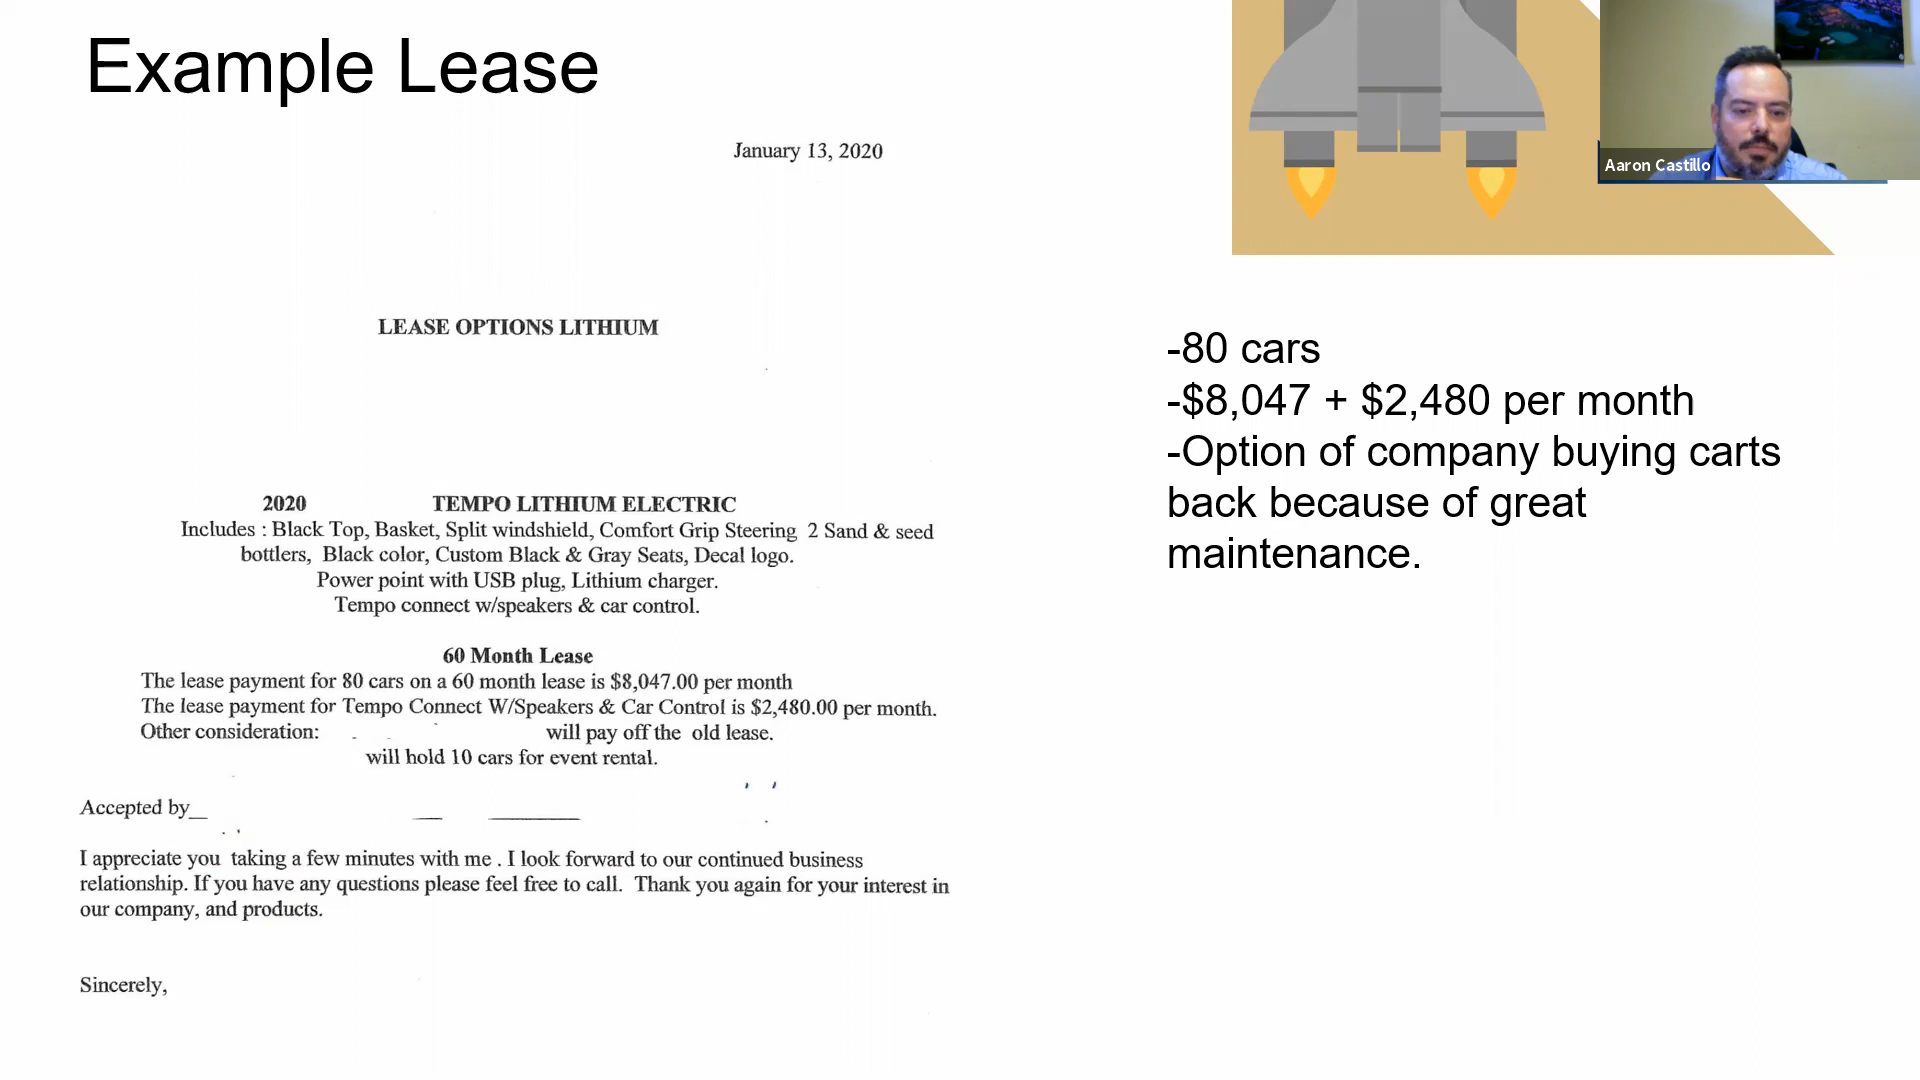 Example Lease
January 13, 2020
Aaron Castillo
LEASE OPTIONS LITHIUM
2020 TEMPO LITHIUM ELECTRIC
Includes : Black Top, Basket, Split windshield, Comfort Grip Steering 2 Sand & seed
bottlers, Black color, Custom Black & Gray Seats, Decal logo.
Power point with USB plug, Lithium charger.
Tempo connect w/speakers & car control.
60 Month Lease
The lease payment for 80 cars on a 60 month lease is $8,047.00 per month
The lease payment for Tempo Connect W/Speakers & Car Control is $2,480.00 per month.
Other consideration: will pay off the old lease.
will hold 10 cars for event rental.
Accepted by
I appreciate you taking a few minutes with me . I look forward to our continued business
relationship. If you have any questions please feel free to call. Thank you again for your interest in
our company, and products.
Sincerely,
-80 cars
-$8,047 + $2,480 per month
-Option of company buying carts
back because of great
maintenance.